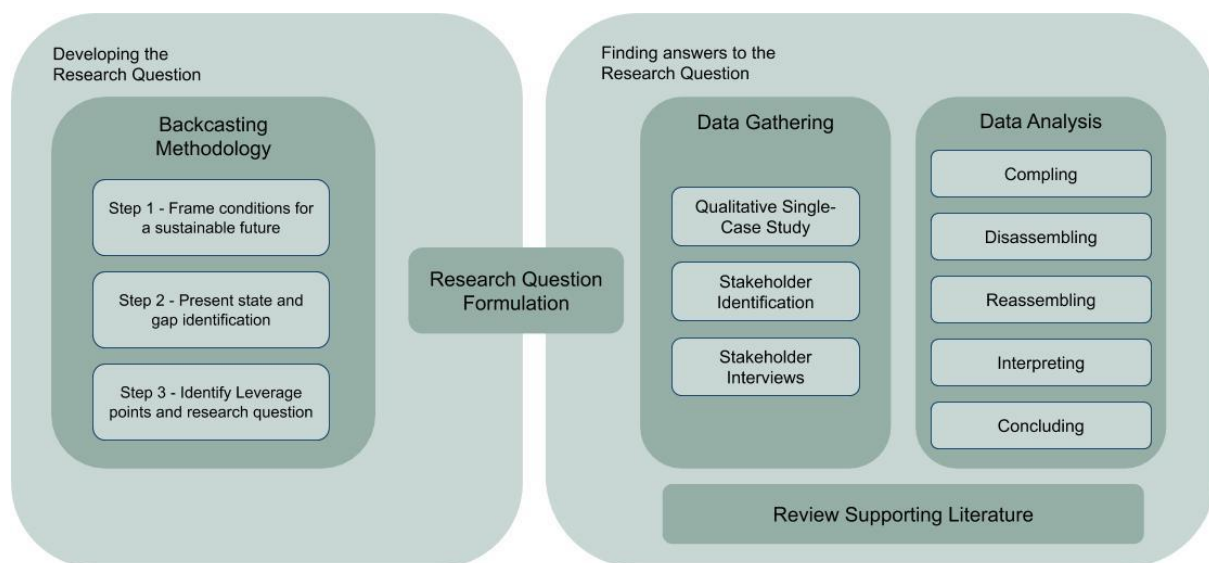 Developing the
Research Question
Backcasting
Methodology
Step 1 - Frame conditions for
a sustainable future
Step 2 - Present state and
gap identification
Step 3 - Identify Leverage
points and research question
Research Question
Formulation
Finding answers to the
Research Question
Data Gathering
Qualitative Single-
Case Study
Stakeholder
Identification
Stakeholder
Interviews
Data Analysis
Compling
Disassembling
Reassembling
Interpreting
Concluding
Review Supporting Literature